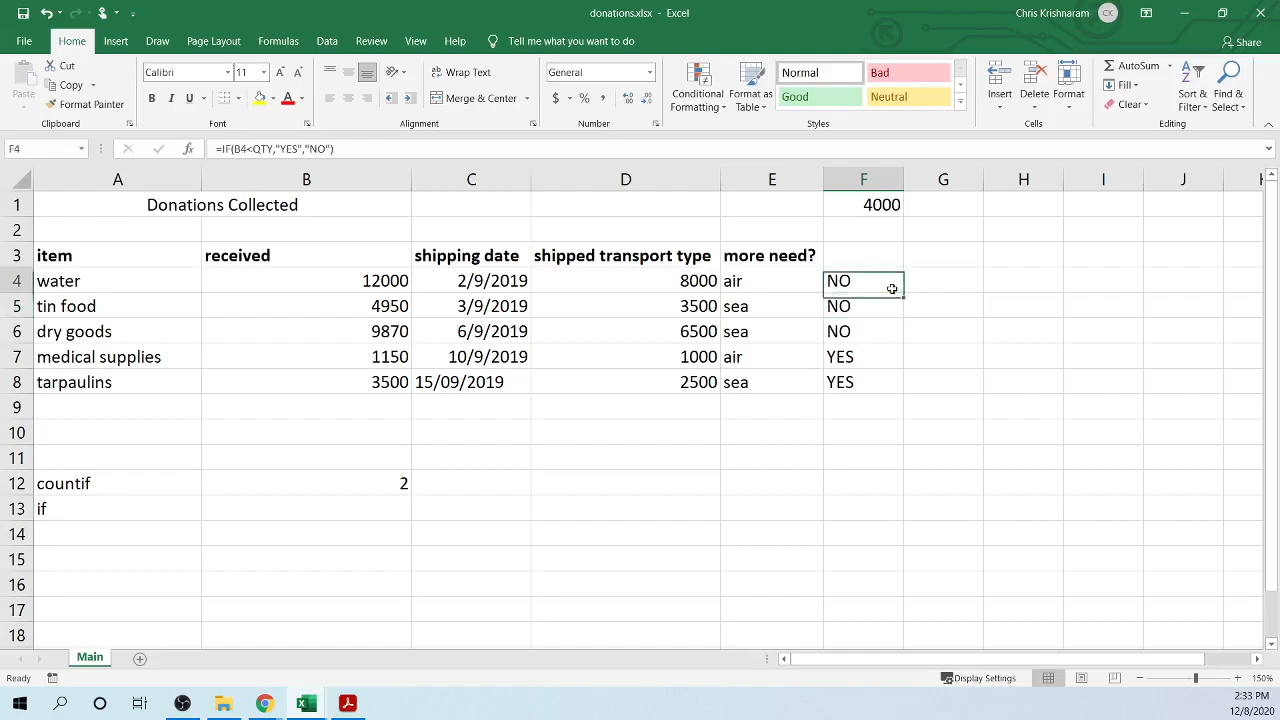 donations.xlsx - Excel
Chris Krishnaram
CK
File Home Insert Draw Page Layout Formulas Data Review View Help Tell me what you want to do Share
Paste
Cut
Copy
Format Painter
Clipboard
Calibri 11
B I U
Font
Wrap Text
Merge & Center
Alignment
General
$ % ,
Number
Conditional Formatting
Format as Table
Normal Bad
Good Neutral
Styles
Insert Delete Format
Cells
AutoSum
Fill
Clear
Sort & Filter
Find & Select
Editing
F4 fx =IF(B4<QTY,"YES","NO")
A B C D E F G H I J
1 Donations Collected 4000
2
3 item received shipping date shipped transport type more need?
4 water 12000 2/9/2019 8000 air NO
5 tin food 4950 3/9/2019 3500 sea NO
6 dry goods 9870 6/9/2019 6500 sea NO
7 medical supplies 1150 10/9/2019 1000 air YES
8 tarpaulins 3500 15/09/2019 2500 sea YES
9
10
11
12 countif 2
13 if
14
15
16
17
18
Main
Ready
Display Settings
150%
2:33 PM
12/8/2020